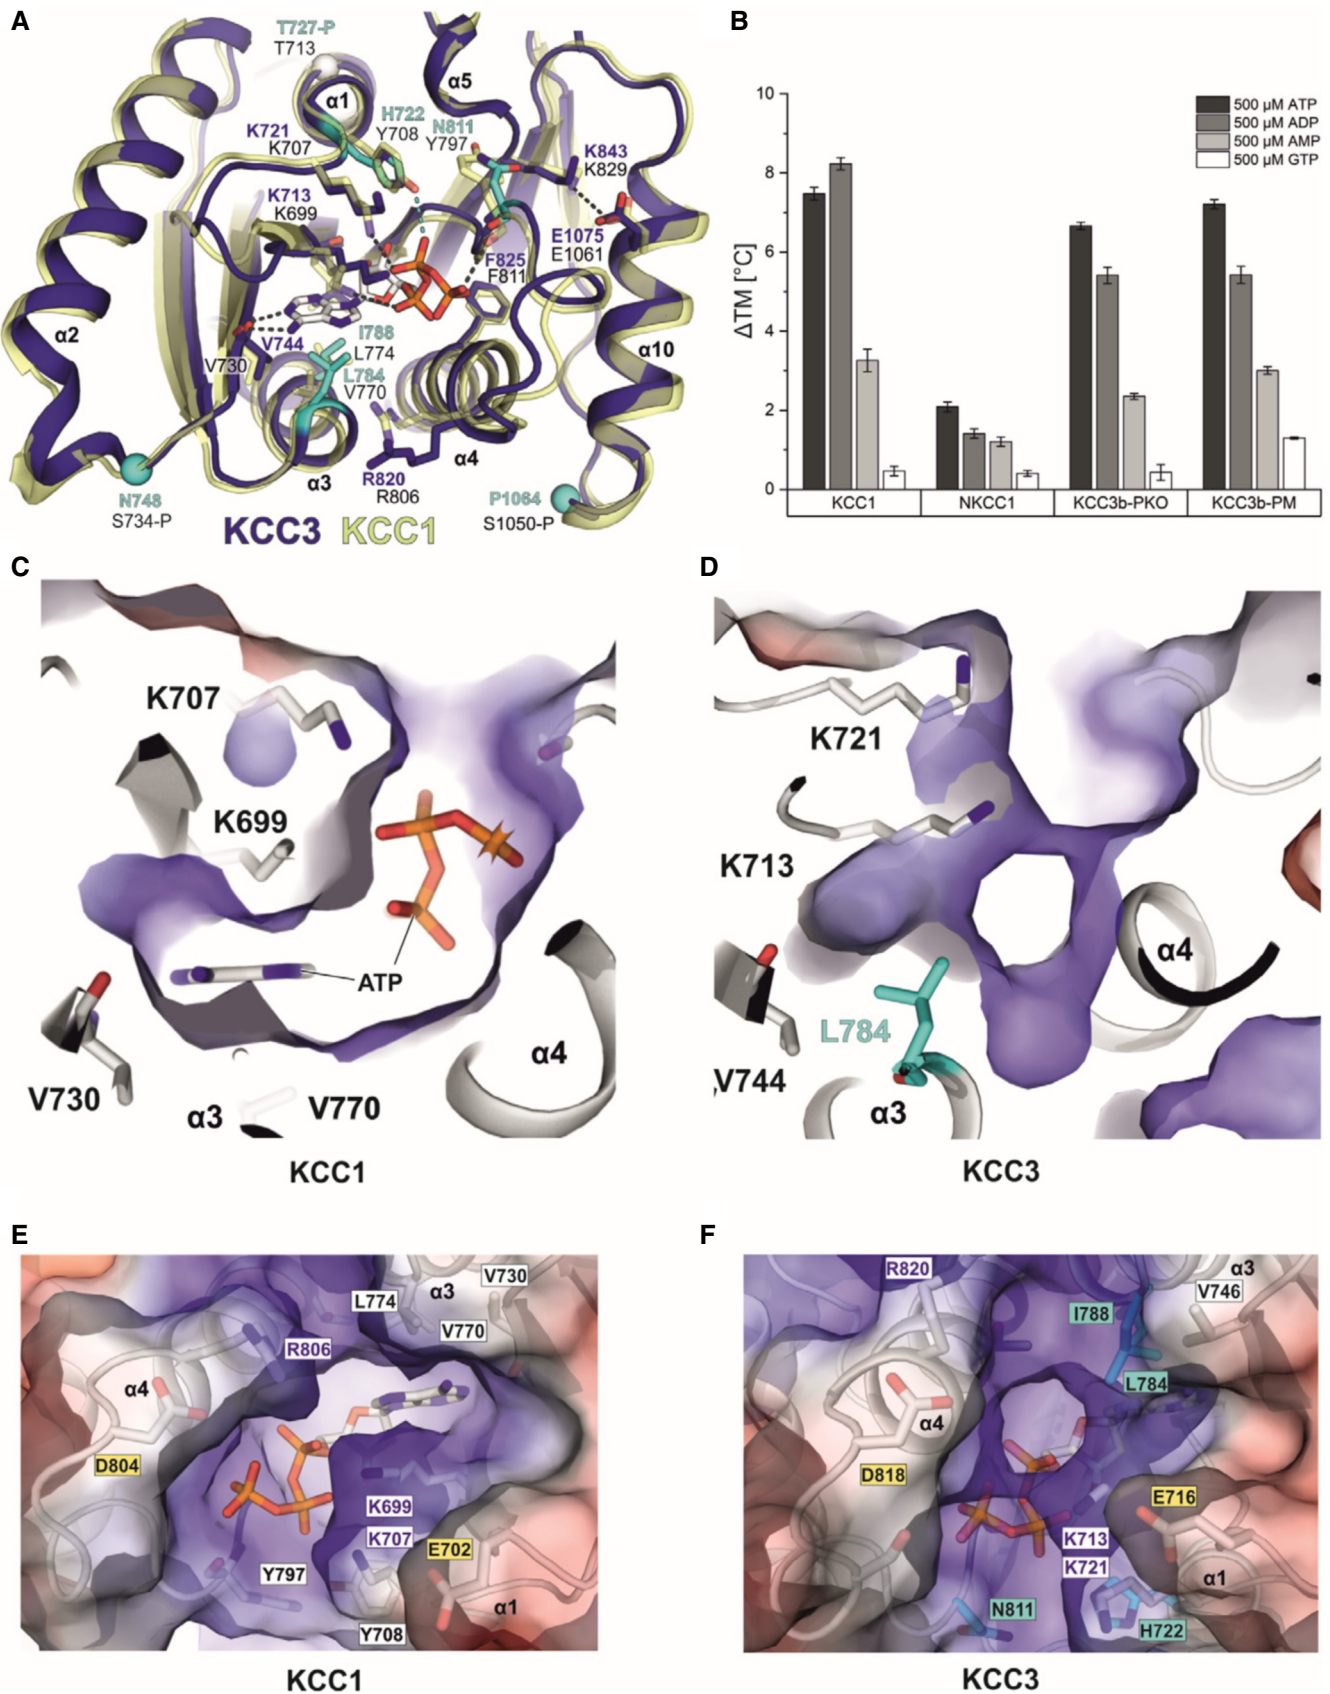 A
T727-P
T713
α1
α5
H722
Y708
N811
Y797
K721
K707
K843
K829
K713
K699
E1075
E1061
F825
F811
α2
I788
L774
V744
V730
L784
V770
α10
α3
α4
R820
R806
N748
S734-P
P1064
S1050-P
KCC3 KCC1
B
10
8
6
4
2
0
ΔTM [°C]
500 µM ATP
500 µM ADP
500 µM AMP
500 µM GTP
KCC1
NKCC1
KCC3b-PKO
KCC3b-PM
C
K707
K699
ATP
V730
α3
V770
α4
KCC1
D
K721
K713
L784
V744
α3
α4
KCC3
E
V730
α3
L774
V770
R806
α4
D804
K699
K707
E702
Y797
α1
Y708
KCC1
F
R820
α3
V746
I788
L784
α4
D818
E716
K713
K721
α1
N811
H722
KCC3